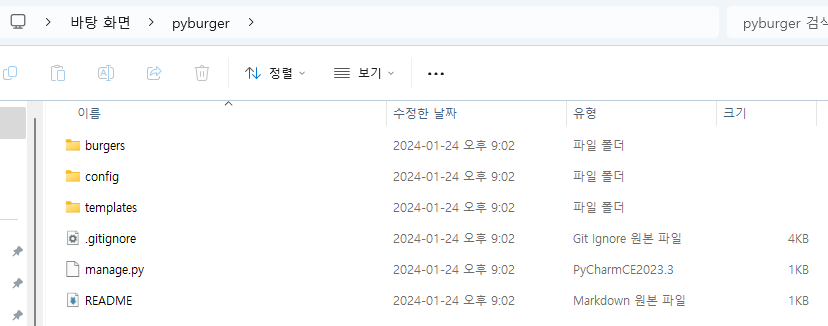 바탕 화면 > pyburger >
pyburger 검색
정렬 보기 ...
이름 수정한 날짜 유형 크기
burgers 2024-01-24 오후 9:02 파일 폴더
config 2024-01-24 오후 9:02 파일 폴더
templates 2024-01-24 오후 9:02 파일 폴더
.gitignore 2024-01-24 오후 9:02 Git Ignore 원본 파일 4KB
manage.py 2024-01-24 오후 9:02 PyCharmCE2023.3 1KB
README 2024-01-24 오후 9:02 Markdown 원본 파일 1KB